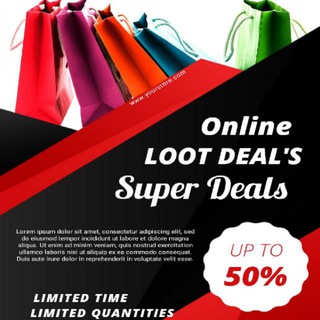 www.yourstore.com
Online
LOOT DEAL'S
Super Deals
Lorem ipsum dolor sit amet, consectetur adipiscing elit, sed
do eiusmod tempor incididunt ut labore et dolore magna
aliqua. Ut enim ad minim veniam, quis nostrud exercitation
ullamco laboris nisi ut aliquip ex ea commodo consequat.
Duis aute irure dolor in reprehenderit in voluptate velit esse.
UP TO
50%
LIMITED TIME
LIMITED QUANTITIES